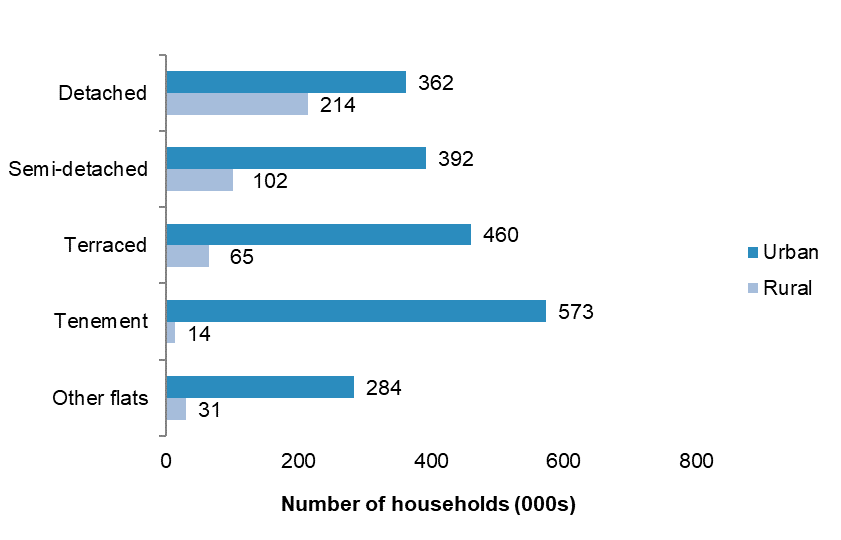 Detached
362
214
Semi-detached
392
102
Terraced
460
65
Tenement
573
14
Other flats
284
31
0 200 400 600 800
Number of households (000s)
Urban
Rural